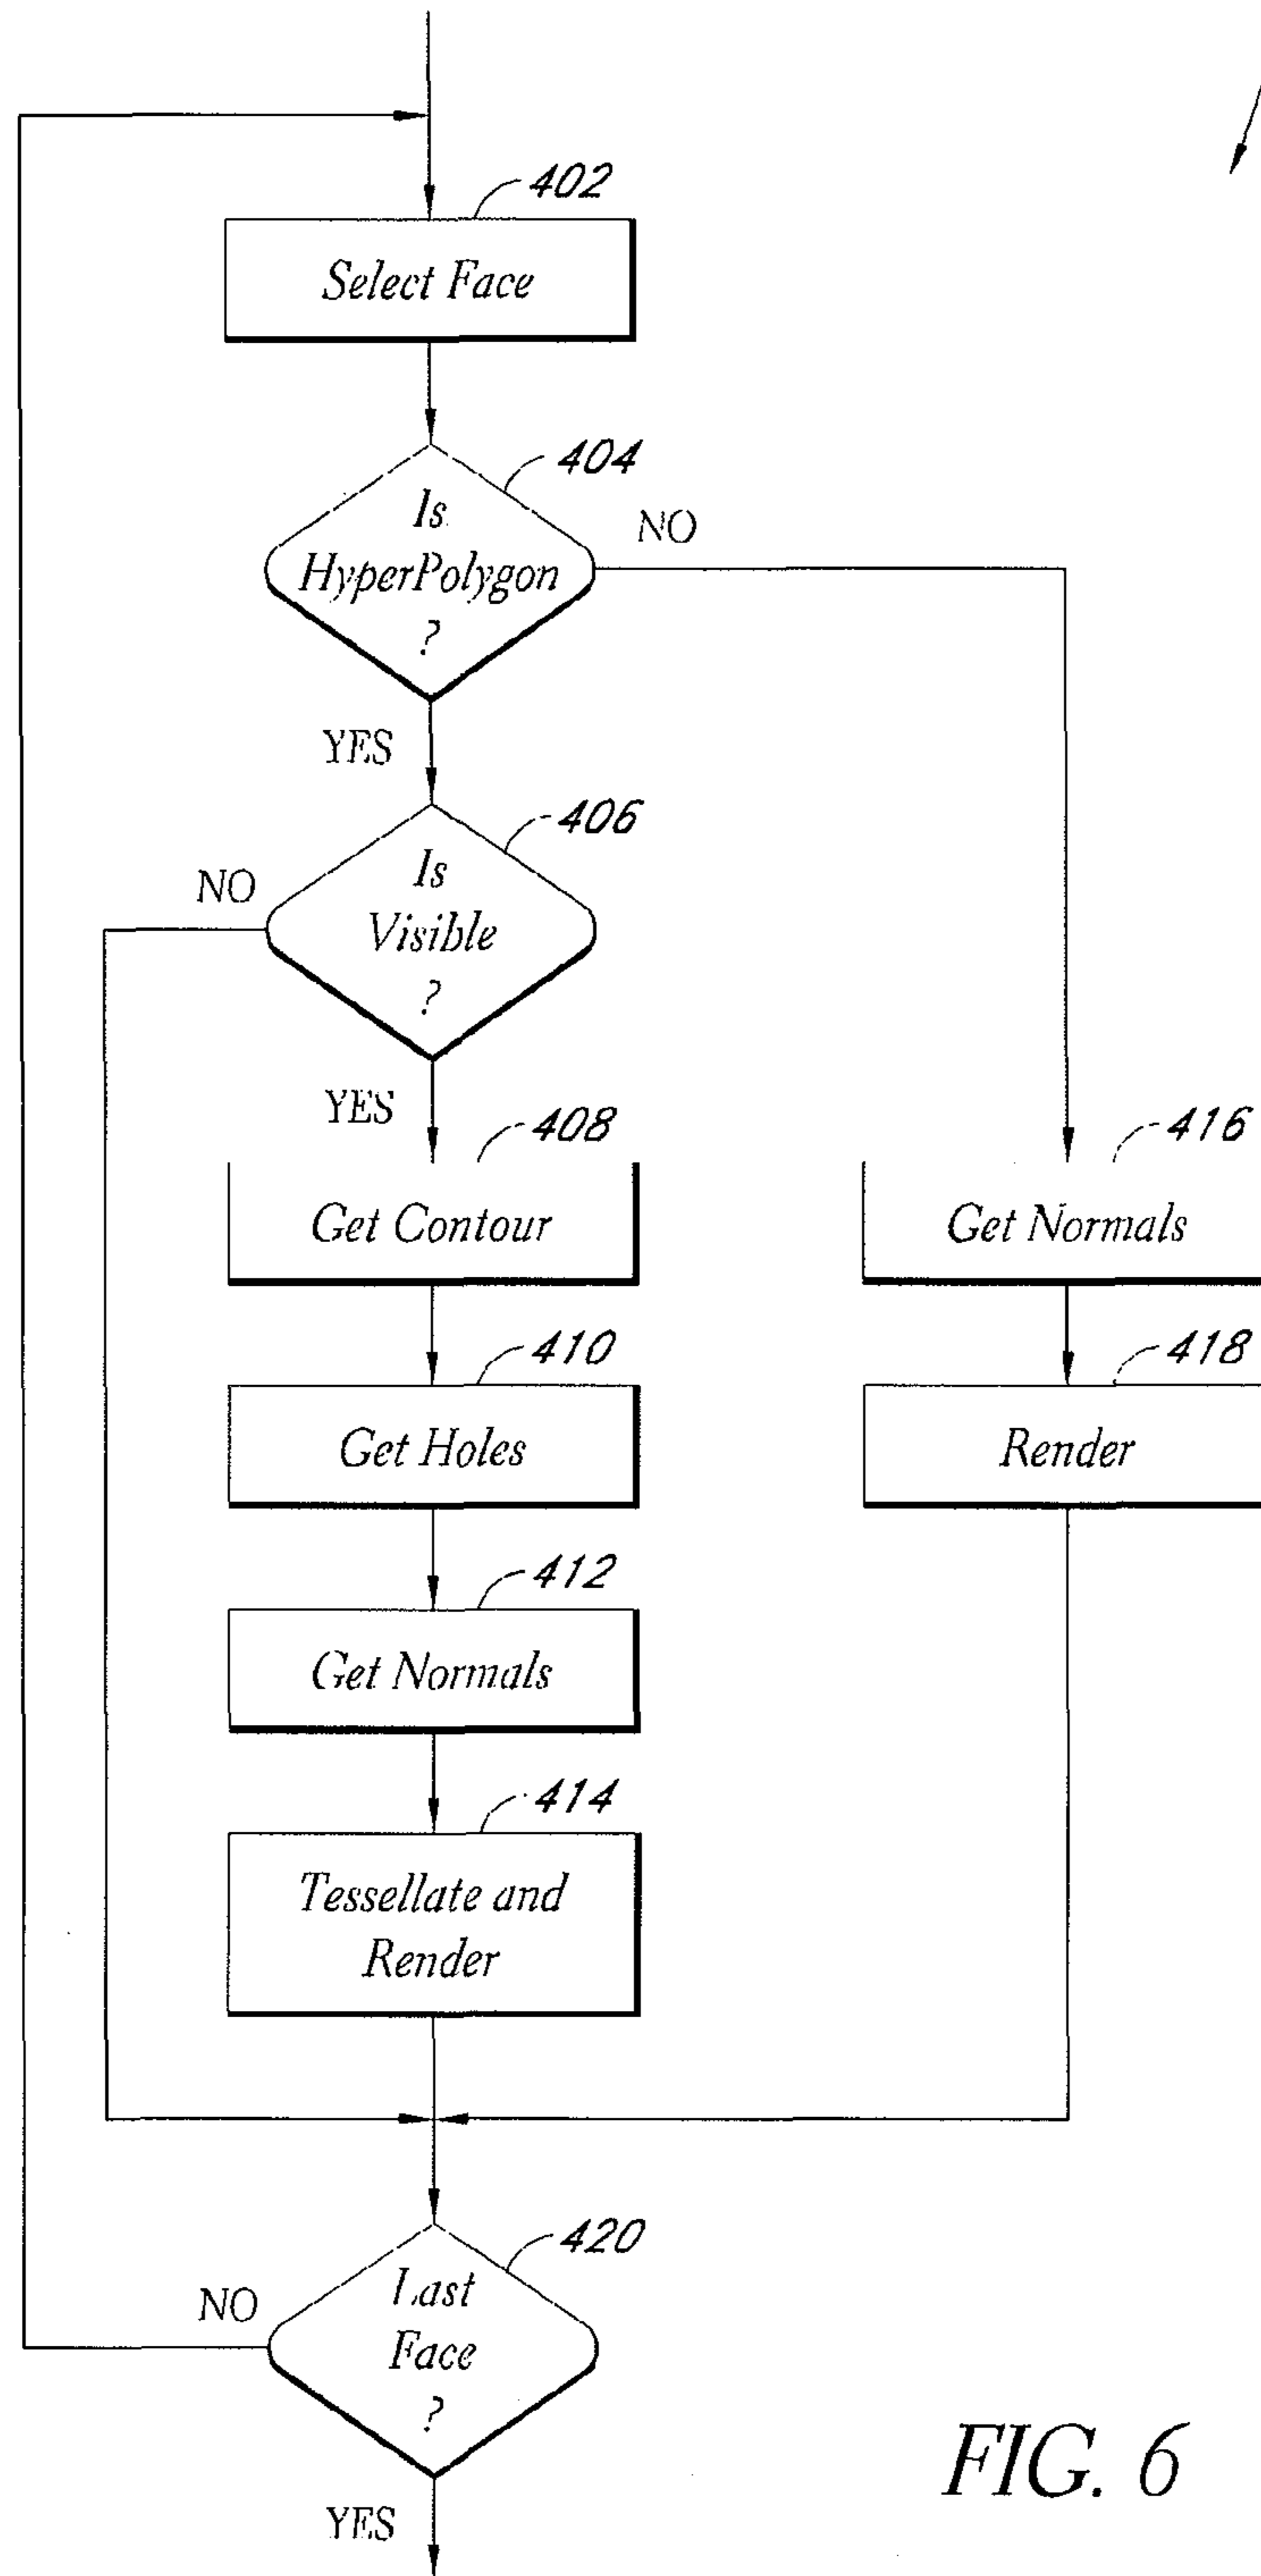 402
Select Face
404
Is
HyperPolygon
?
NO
YES
406
Is
Visible
?
NO
YES
408
Get Contour
416
Get Normals
410
Get Holes
418
Render
412
Get Normals
414
Tessellate and
Render
420
Last
Face
?
NO
YES
FIG. 6